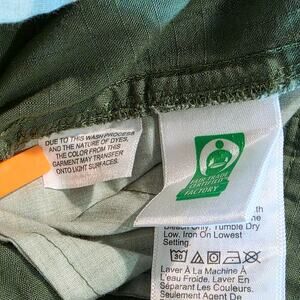 DUE TO THIS WASH PROCESS
AND THE NATURE OF DYES,
THE COLOR FROM THIS
GARMENT MAY TRANSFER
ONTO LIGHT SURFACES.
FAIR TRADE
CERTIFIED
FACTORY
Only. Tumble Dry
Low. Iron On Lowest
Setting.
30
Laver À La Machine À
L'eau Froide. Laver En
Séparant Les Couleurs.
Seulement Agent De